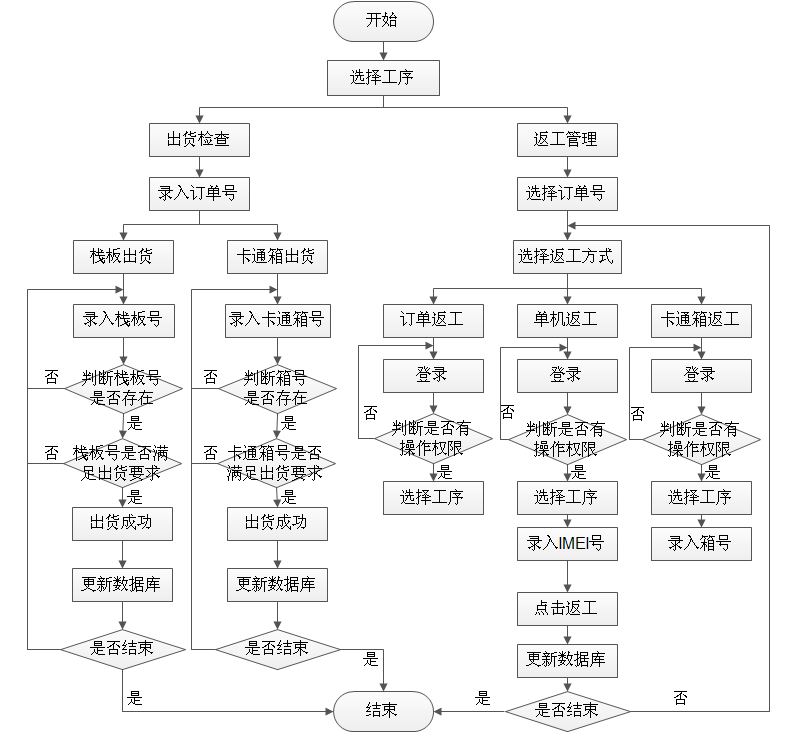 开始
选择工序
出货检查
返工管理
录入订单号
选择订单号
栈板出货
卡通箱出货
选择返工方式
录入栈板号
录入卡通箱号
订单返工
单机返工
卡通箱返工
否
判断栈板号
是否存在
否
判断箱号
是否存在
登录
登录
登录
是
是
否
判断是否有
操作权限
否
判断是否有
操作权限
否
判断是否有
操作权限
否
栈板号是否满
足出货要求
否
卡通箱号是否
满足出货要求
是
是
是
是
是
选择工序
选择工序
选择工序
出货成功
出货成功
录入IMEI号
录入箱号
更新数据库
更新数据库
点击返工
是否结束
是否结束
是
更新数据库
是
结束
是
是否结束
否